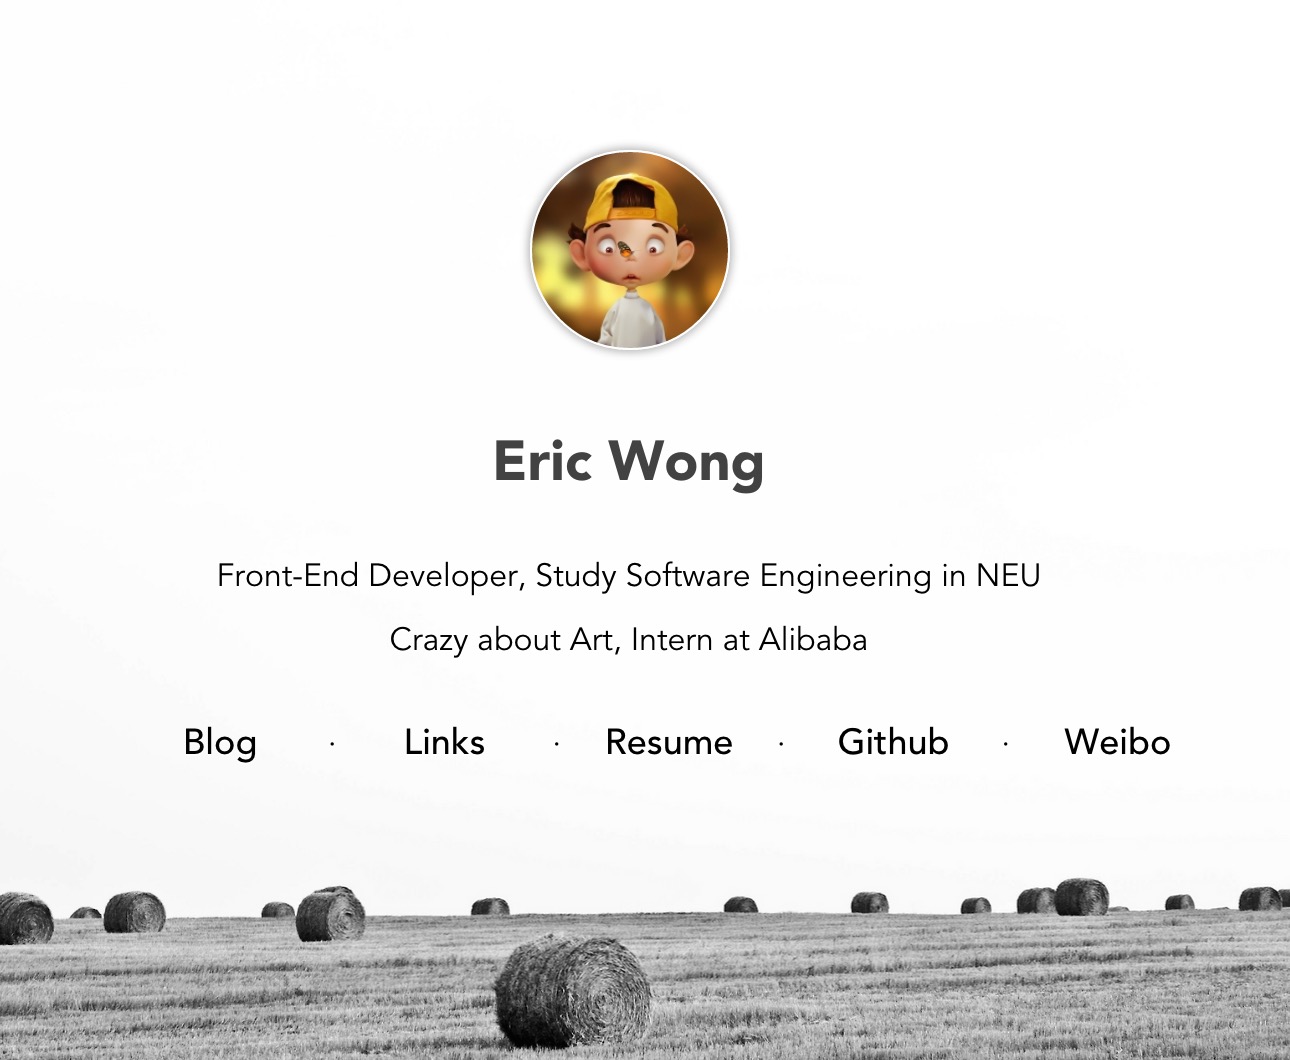 Eric Wong
Front-End Developer, Study Software Engineering in NEU
Crazy about Art, Intern at Alibaba
Blog · Links · Resume · Github · Weibo